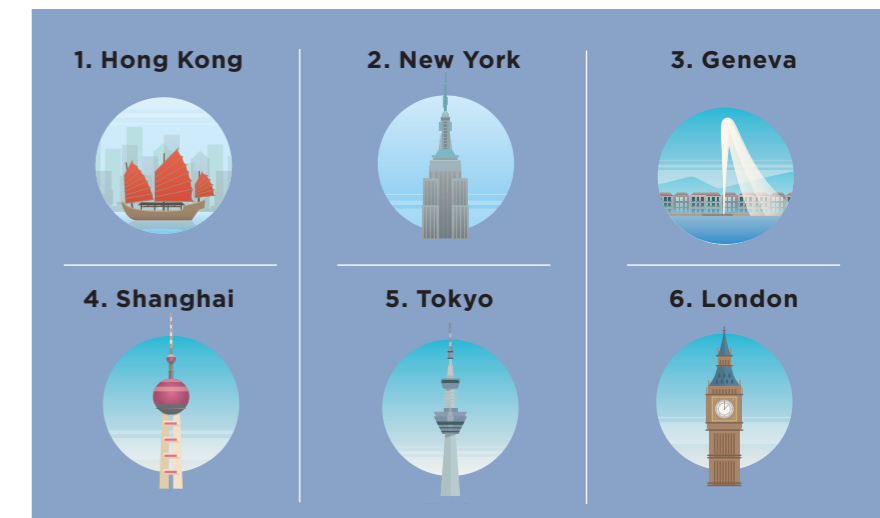 1. Hong Kong
2. New York
3. Geneva
4. Shanghai
5. Tokyo
6. London